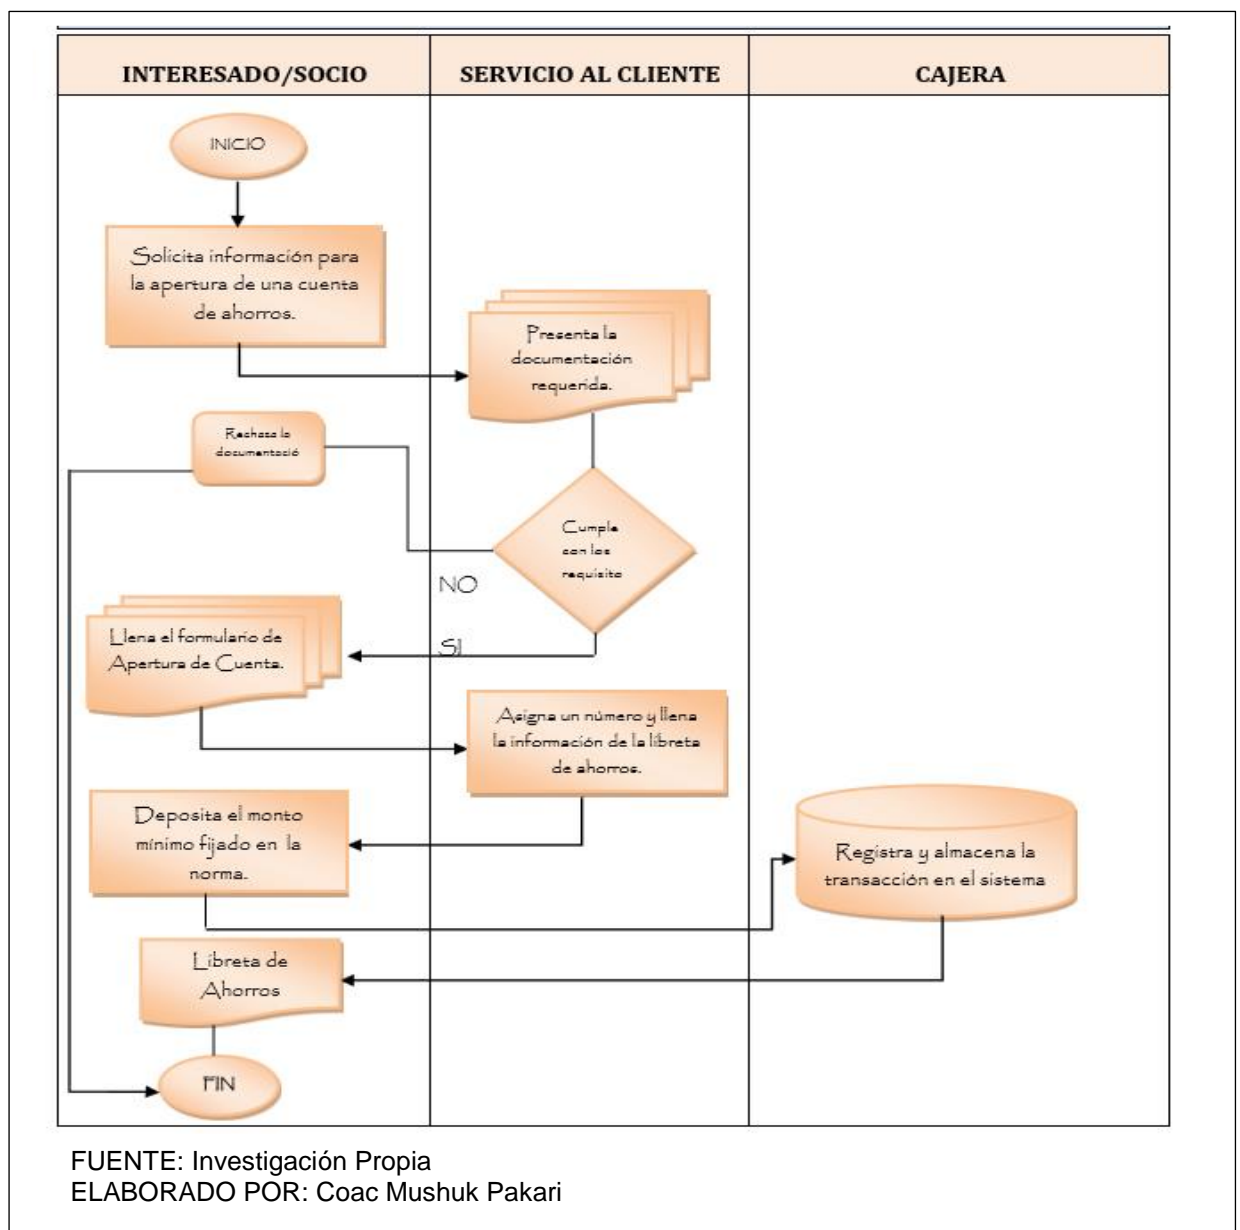 INTERESADO/SOCIO
SERVICIO AL CLIENTE
CAJERA
INICIO
Solicita información para
la apertura de una cuenta
de ahorros.
Presenta la
documentación
requerida.
Rechaza la
documentació
Cumple
con los
requisito
NO
SI
Llena el formulario de
Apertura de Cuenta.
Asigna un número y llena
la información de la libreta
de ahorros.
Deposita el monto
mínimo fijado en la
norma.
Registra y almacena la
transacción en el sistema
Libreta de
Ahorros
FIN
FUENTE: Investigación Propia
ELABORADO POR: Coac Mushuk Pakari